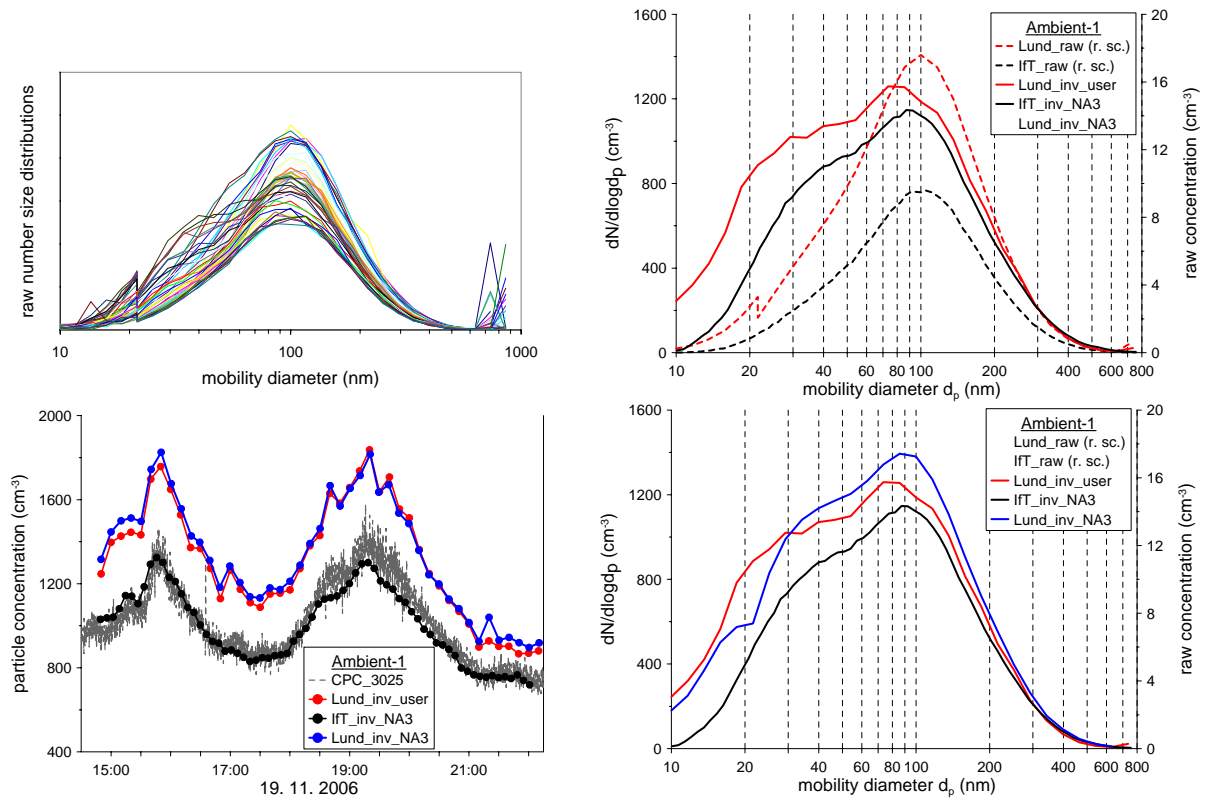 raw number size distributions
10
100
1000
mobility diameter (nm)
1600
1400
1200
800
400
0
dN/dlogdp (cm-3)
20
16
12
8
4
0
raw concentration (cm-3)
Ambient-1
Lund_raw (r. sc.)
IfT_raw (r. sc.)
Lund_inv_user
IfT_inv_NA3
Lund_inv_NA3
10 20 40 60 80 100 200 400 600 800
mobility diameter dp (nm)
2000
1600
1200
800
400
particle concentration (cm-3)
Ambient-1
CPC_3025
Lund_inv_user
IfT_inv_NA3
Lund_inv_NA3
15:00 17:00 19:00 21:00
19. 11. 2006
1600
1400
1200
800
400
0
dN/dlogdp (cm-3)
20
16
12
8
4
0
raw concentration (cm-3)
Ambient-1
Lund_raw (r. sc.)
IfT_raw (r. sc.)
Lund_inv_user
IfT_inv_NA3
Lund_inv_NA3
10 20 40 60 80 100 200 400 600 800
mobility diameter dp (nm)